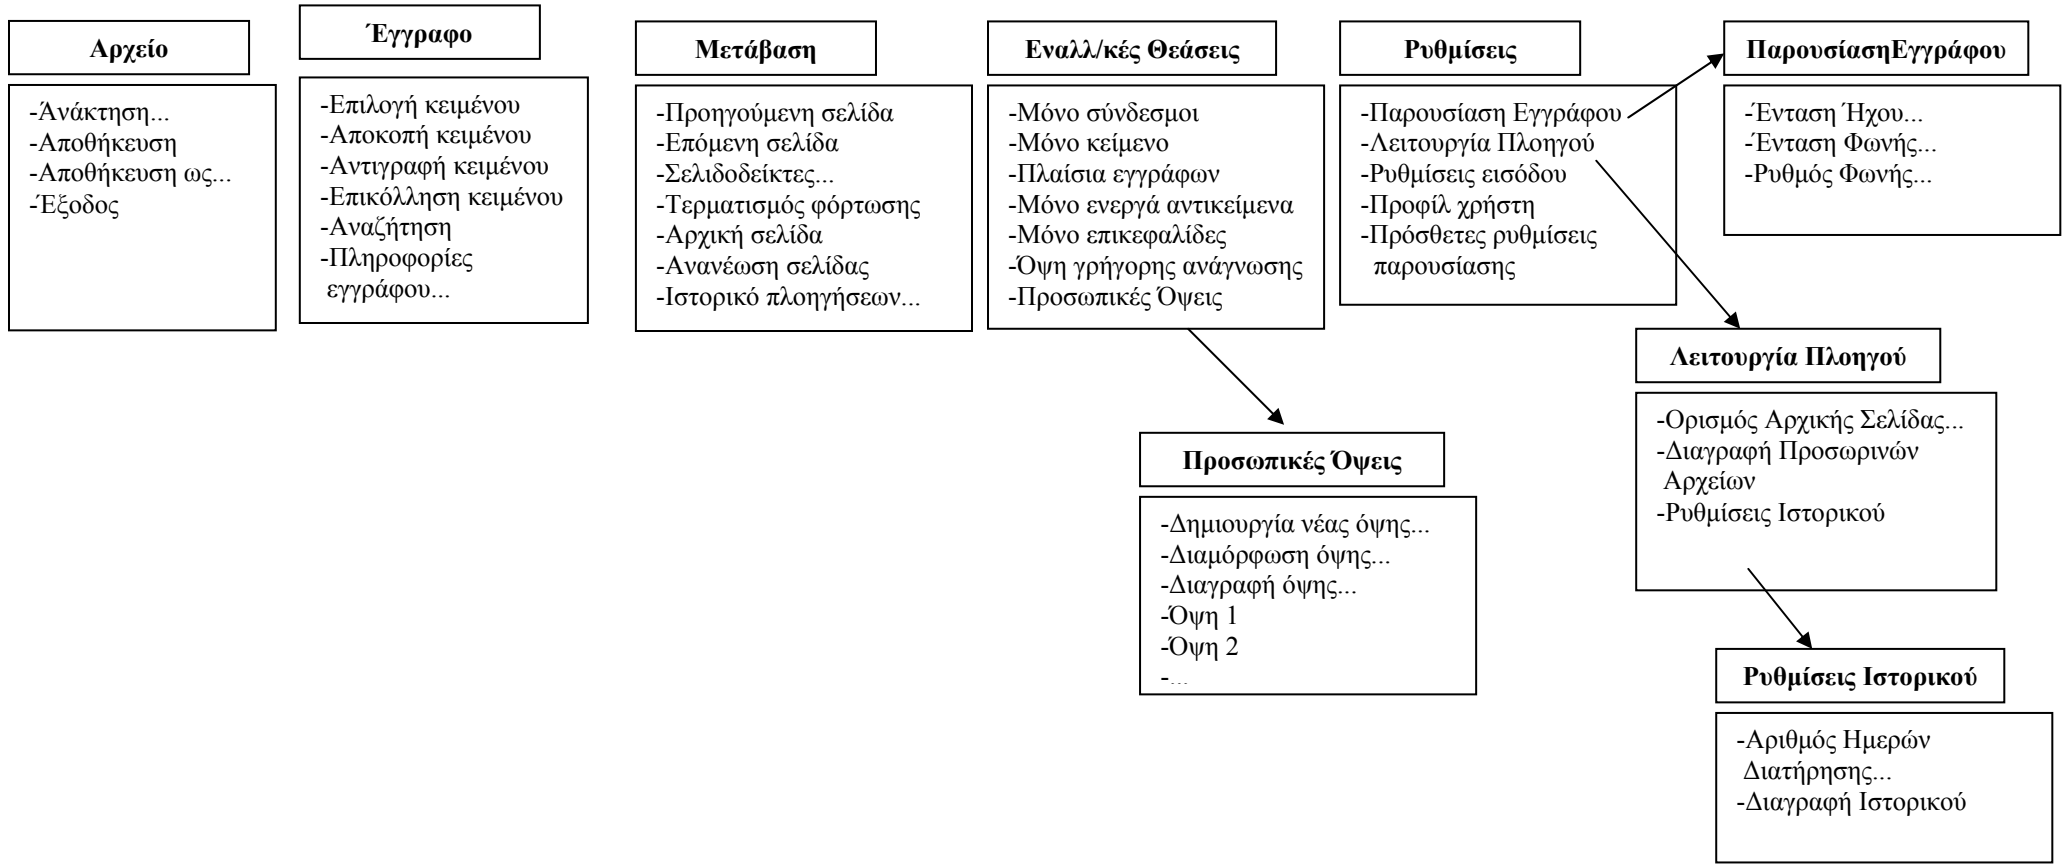 Αρχείο
-Άνάκτηση...
-Αποθήκευση
-Αποθήκευση ως...
-Έξοδος
Έγγραφο
-Επιλογή κειμένου
-Αποκοπή κειμένου
-Αντιγραφή κειμένου
-Επικόλληση κειμένου
-Αναζήτηση
-Πληροφορίες
εγγράφου...
Μετάβαση
-Προηγούμενη σελίδα
-Επόμενη σελίδα
-Σελιδοδείκτες...
-Τερματισμός φόρτωσης
-Αρχική σελίδα
-Ανανέωση σελίδας
-Ιστορικό πλοηγήσεων...
Εναλλ/κές Θεάσεις
-Μόνο σύνδεσμοι
-Μόνο κείμενο
-Πλαίσια εγγράφων
-Μόνο ενεργά αντικείμενα
-Μόνο επικεφαλίδες
-Όψη γρήγορης ανάγνωσης
-Προσωπικές Όψεις
Ρυθμίσεις
-Παρουσίαση Εγγράφου
-Λειτουργία Πλοηγού
-Ρυθμίσεις εισόδου
-Προφίλ χρήστη
-Πρόσθετες ρυθμίσεις
παρουσίασης
ΠαρουσίασηΕγγράφου
-Ένταση Ήχου...
-Ένταση Φωνής...
-Ρυθμός Φωνής...
Λειτουργία Πλοηγού
-Ορισμός Αρχικής Σελίδας...
-Διαγραφή Προσωρινών
Αρχείων
-Ρυθμίσεις Ιστορικού
Προσωπικές Όψεις
-Δημιουργία νέας όψης...
-Διαμόρφωση όψης...
-Διαγραφή όψης...
-Όψη 1
-Όψη 2
-...
Ρυθμίσεις Ιστορικού
-Αριθμός Ημερών
Διατήρησης...
-Διαγραφή Ιστορικού